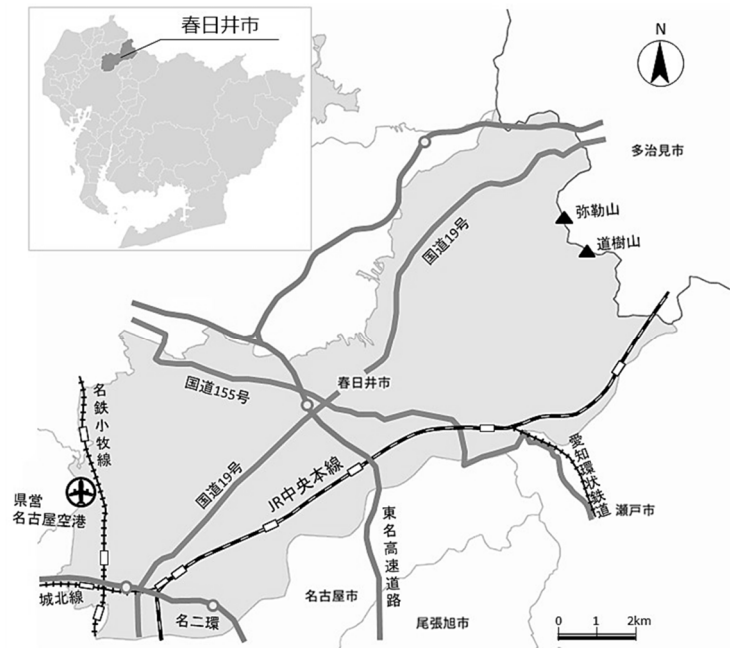 春日井市
N
多治見市
弥勒山
道樹山
国道19号
春日井市
国道155号
名鉄小牧線
国道19号
JR中央本線
愛知環状鉄道
県営
名古屋空港
瀬戸市
東名高速道路
城北線
名古屋市
名二環
尾張旭市
0 1 2km